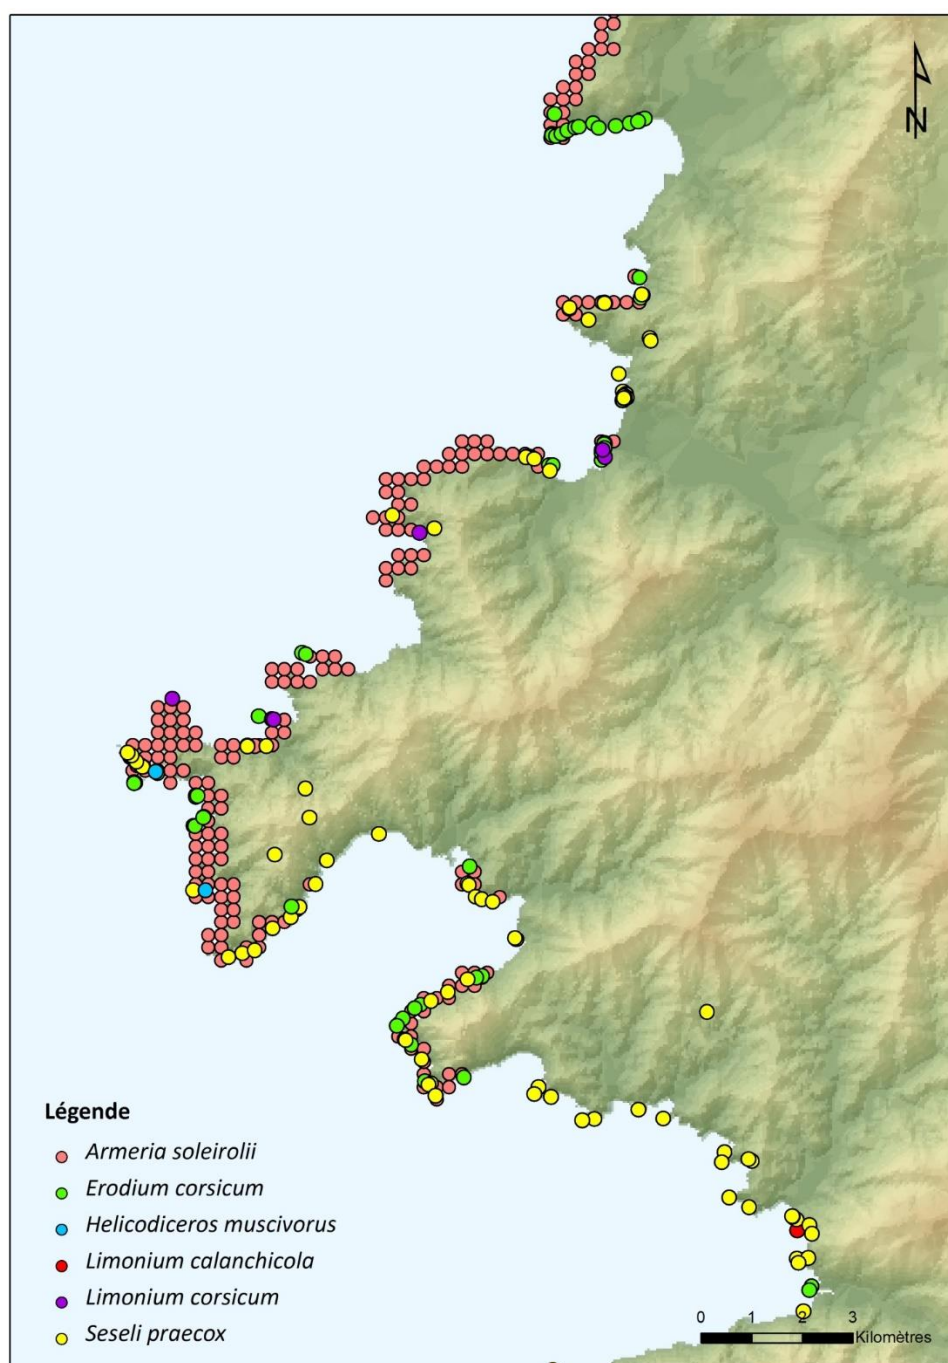 N
Légende
Armeria soleirolii
Erodium corsicum
Helicodiceros muscivorus
Limonium calanchicola
Limonium corsicum
Seseli praecox
0 1 2 3
Kilomètres